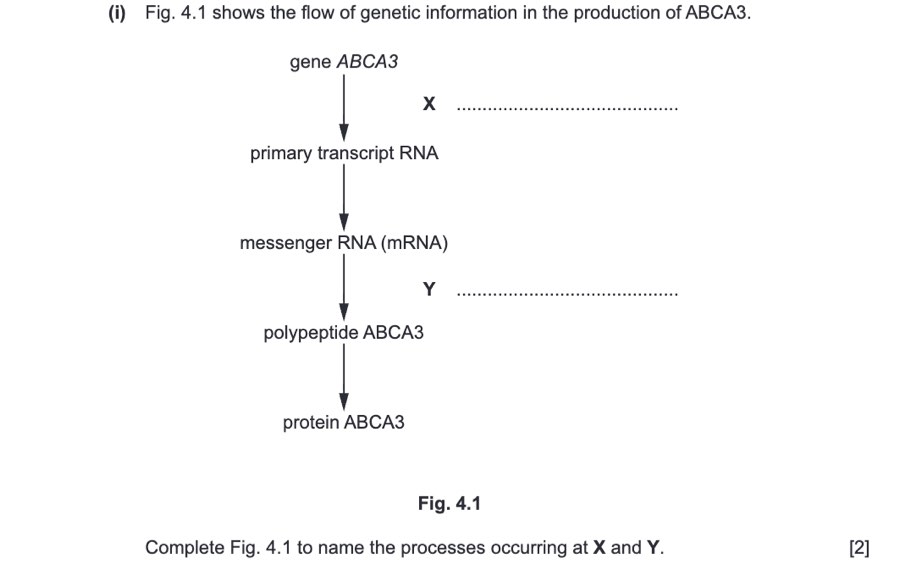 (i) Fig. 4.1 shows the flow of genetic information in the production of ABCA3.
gene ABCA3
X ............................................
primary transcript RNA
messenger RNA (mRNA)
Y ............................................
polypeptide ABCA3
protein ABCA3
Fig. 4.1
Complete Fig. 4.1 to name the processes occurring at X and Y. [2]